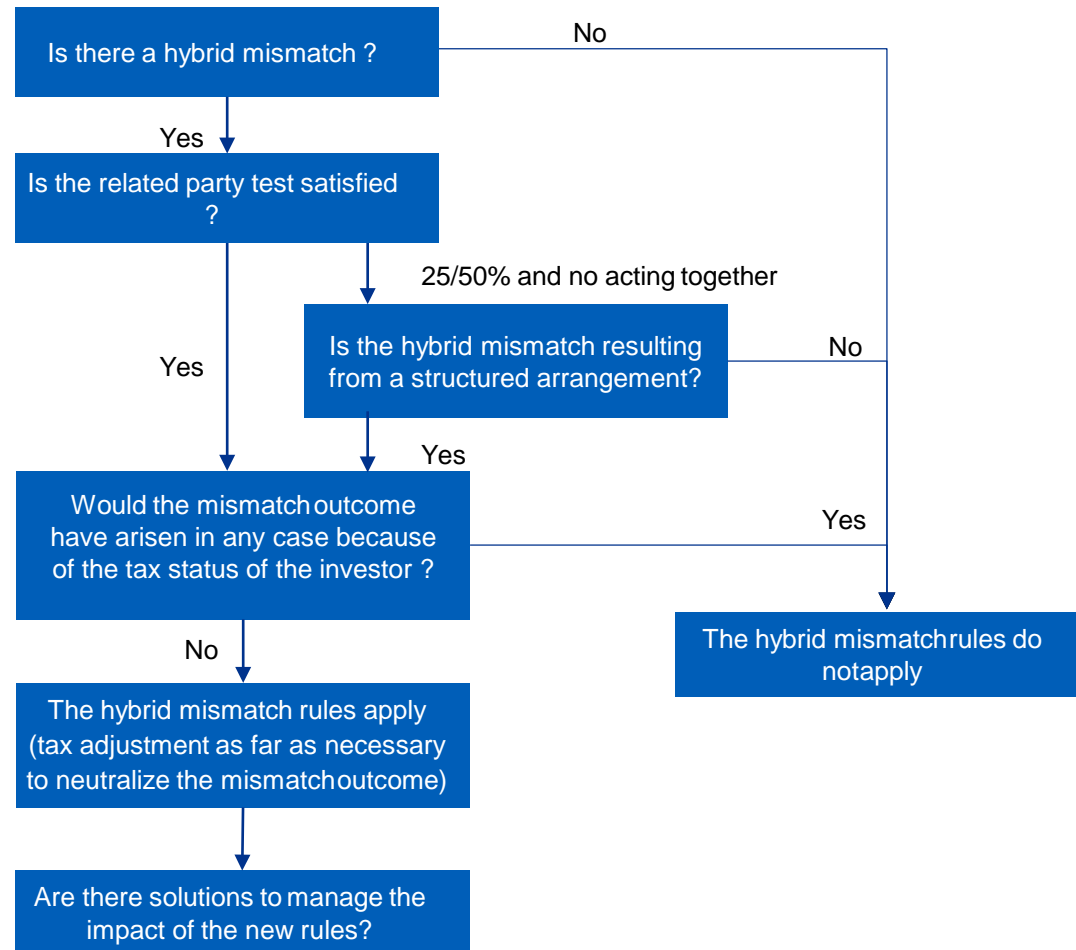 Is there a hybrid mismatch ?
No
Yes
Is the related party test satisfied
?
25/50% and no acting together
Is the hybrid mismatch resulting
from a structured arrangement?
No
Yes
Yes
Would the mismatch outcome
have arisen in any case because
of the tax status of the investor ?
Yes
No
The hybrid mismatchrules do
notapply
The hybrid mismatch rules apply
(tax adjustment as far as necessary
to neutralize the mismatchoutcome)
Are there solutions to manage the
impact of the new rules?